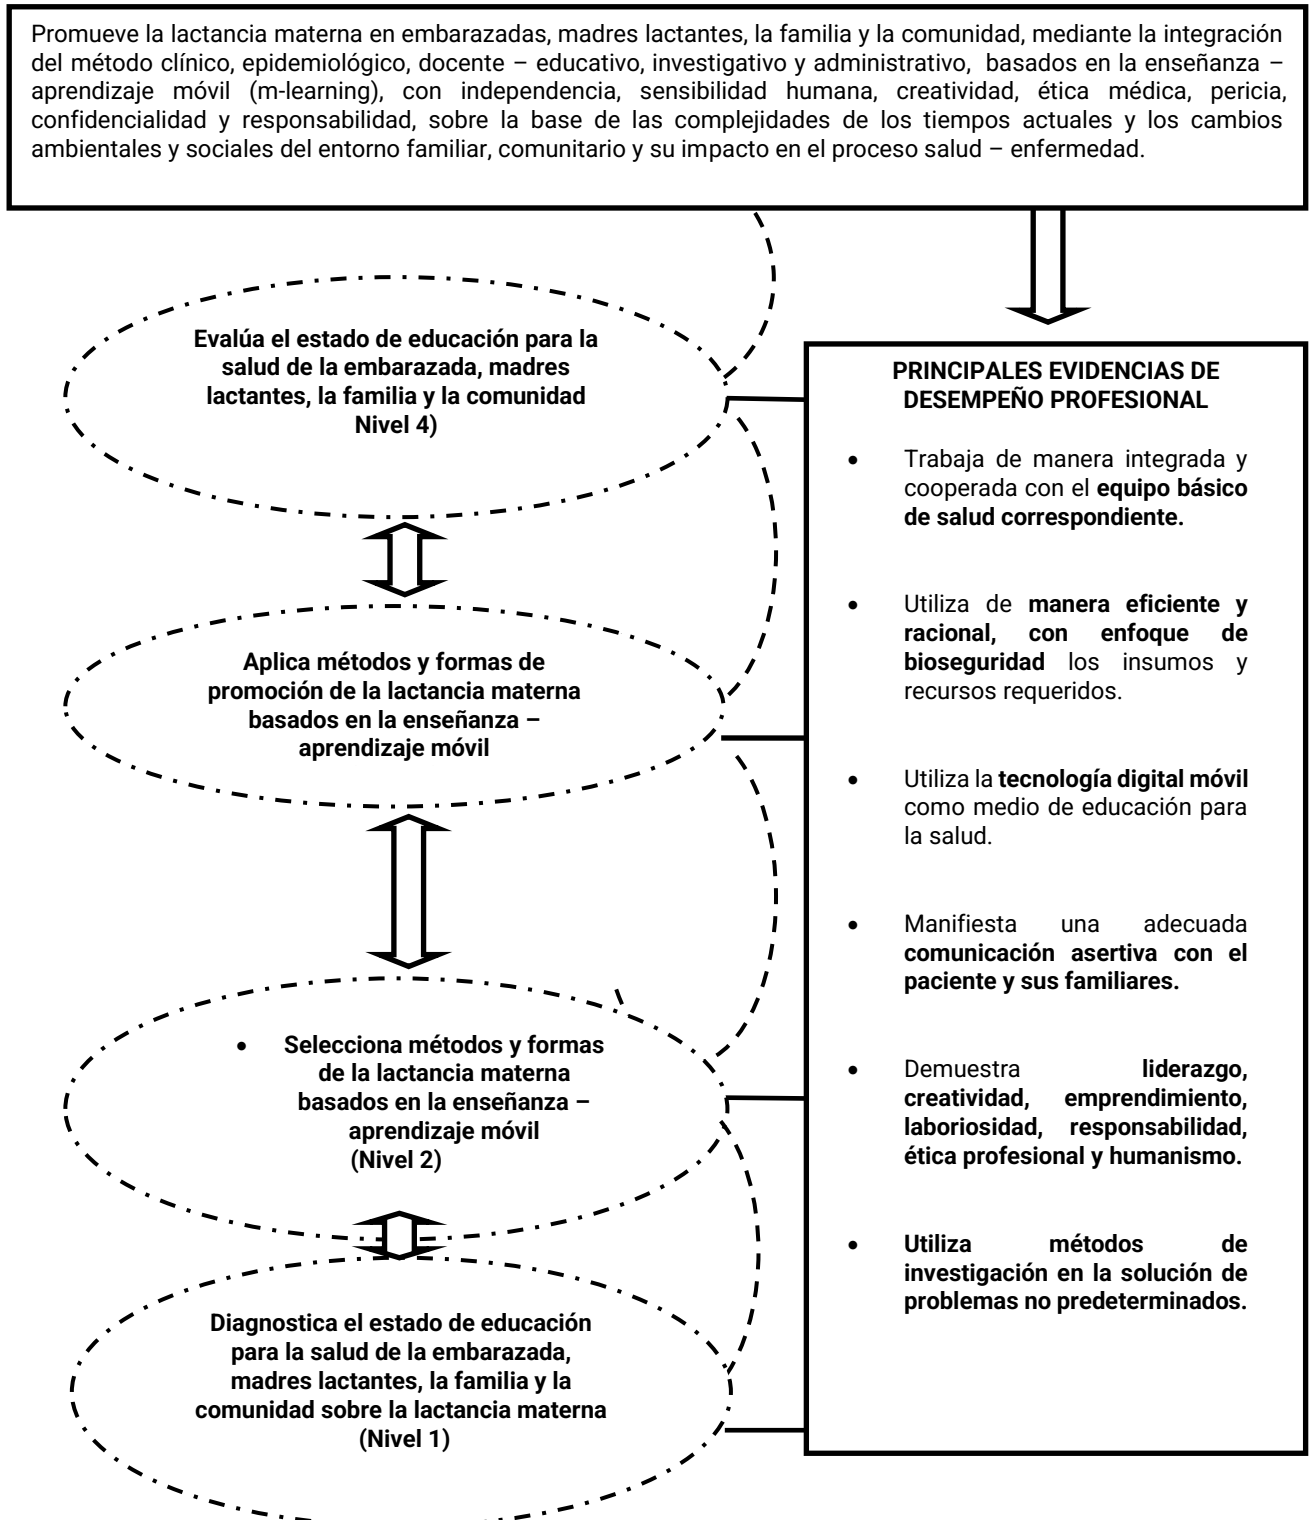 Promueve la lactancia materna en embarazadas, madres lactantes, la familia y la comunidad, mediante la integración
del método clínico, epidemiológico, docente – educativo, investigativo y administrativo, basados en la enseñanza –
aprendizaje móvil (m-learning), con independencia, sensibilidad humana, creatividad, ética médica, pericia,
confidencialidad y responsabilidad, sobre la base de las complejidades de los tiempos actuales y los cambios
ambientales y sociales del entorno familiar, comunitario y su impacto en el proceso salud – enfermedad.
Evalúa el estado de educación para la
salud de la embarazada, madres
lactantes, la familia y la comunidad
Nivel 4)
Aplica métodos y formas de
promoción de la lactancia materna
basados en la enseñanza –
aprendizaje móvil
• Selecciona métodos y formas
de la lactancia materna
basados en la enseñanza –
aprendizaje móvil
(Nivel 2)
Diagnostica el estado de educación
para la salud de la embarazada,
madres lactantes, la familia y la
comunidad sobre la lactancia materna
(Nivel 1)
PRINCIPALES EVIDENCIAS DE
DESEMPEÑO PROFESIONAL
• Trabaja de manera integrada y
cooperada con el equipo básico
de salud correspondiente.
• Utiliza de manera eficiente y
racional, con enfoque de
bioseguridad los insumos y
recursos requeridos.
• Utiliza la tecnología digital móvil
como medio de educación para
la salud.
• Manifiesta una adecuada
comunicación asertiva con el
paciente y sus familiares.
• Demuestra liderazgo,
creatividad, emprendimiento,
laboriosidad, responsabilidad,
ética profesional y humanismo.
• Utiliza métodos de
investigación en la solución de
problemas no predeterminados.